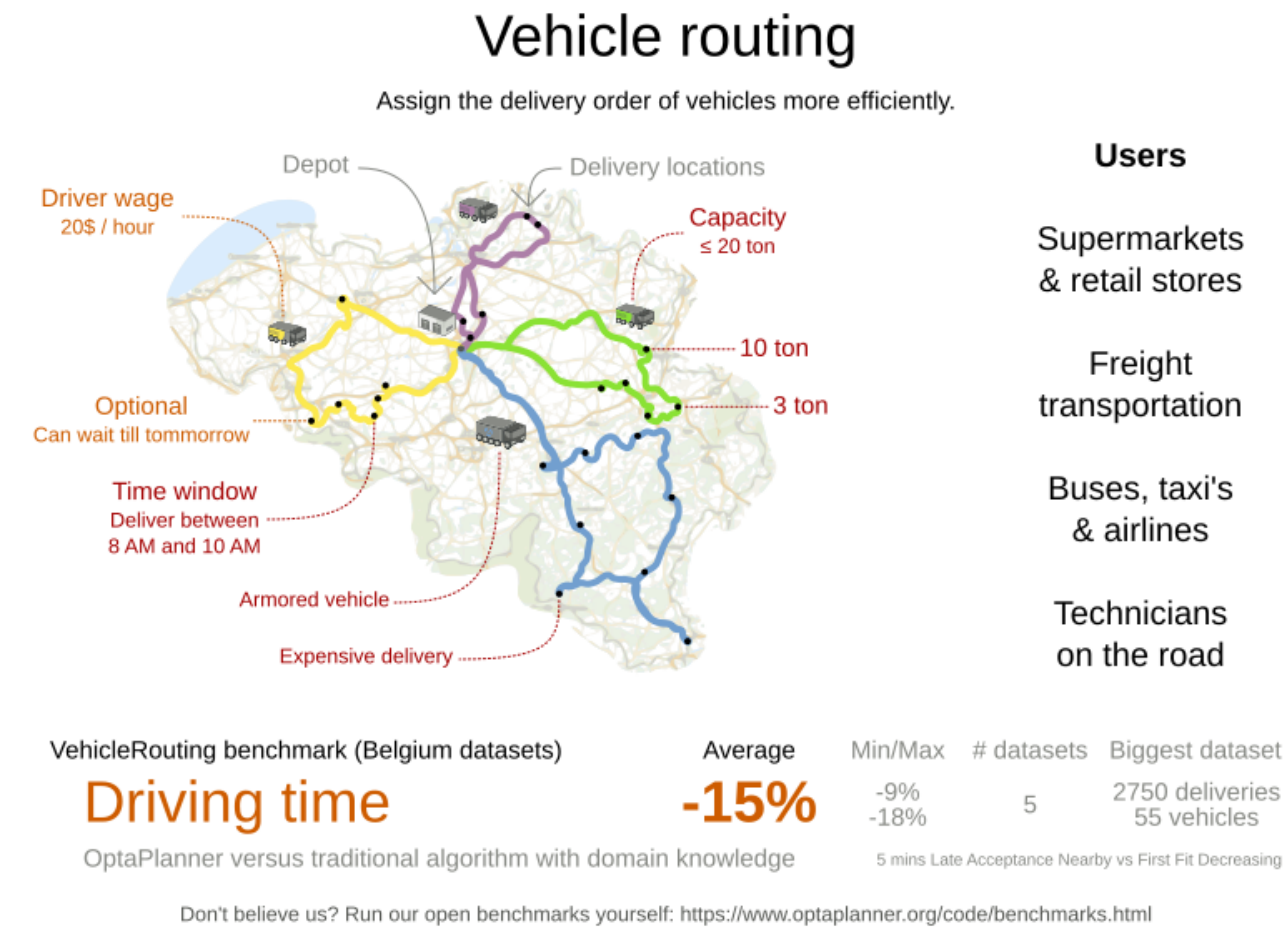 Vehicle routing
Assign the delivery order of vehicles more efficiently.
Depot
Delivery locations
Driver wage
20$ / hour
Capacity
≤ 20 ton
10 ton
3 ton
Optional
Can wait till tommorrow
Time window
Deliver between
8 AM and 10 AM
Armored vehicle
Expensive delivery
Users
Supermarkets
& retail stores
Freight
transportation
Buses, taxi's
& airlines
Technicians
on the road
VehicleRouting benchmark (Belgium datasets)
Driving time
OptaPlanner versus traditional algorithm with domain knowledge
Average
-15%
Min/Max
-9%
-18%
# datasets
5
Biggest dataset
2750 deliveries
55 vehicles
5 mins Late Acceptance Nearby vs First Fit Decreasing
Don't believe us? Run our open benchmarks yourself: https://www.optaplanner.org/code/benchmarks.html